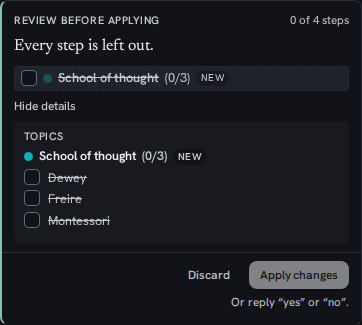 REVIEW BEFORE APPLYING 0 of 4 steps
Every step is left out.
School of thought (0/3) NEW
Hide details
TOPICS
School of thought (0/3) NEW
Dewey
Freire
Montessori
Discard Apply changes
Or reply “yes” or “no”.